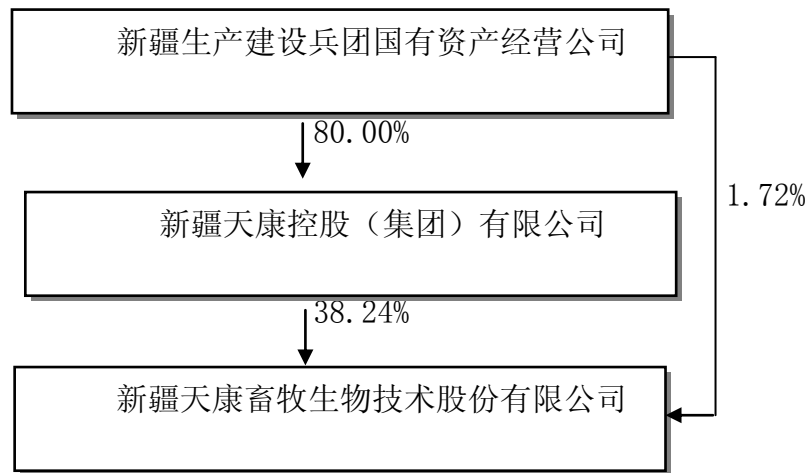 新疆生产建设兵团国有资产经营公司
80.00%
1.72%
新疆天康控股（集团）有限公司
38.24%
新疆天康畜牧生物技术股份有限公司